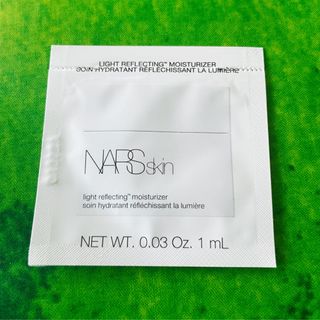 LIGHT REFLECTING™ MOISTURIZER
SOIN HYDRATANT RÉFLÉCHISSANT LA LUMIÈRE
NARSskin
light reflecting™ moisturizer
soin hydratant réfléchissant la lumière
NET WT. 0.03 Oz. 1 mL